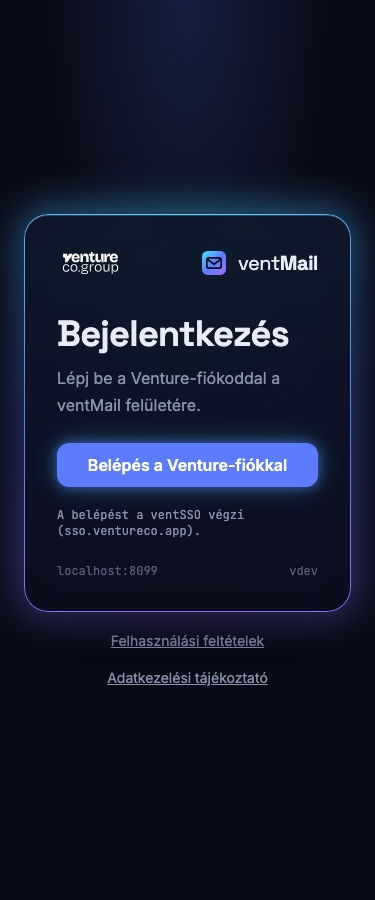 venture
co.group
ventMail
Bejelentkezés
Lépj be a Venture-fiókoddal a
ventMail felületére.
Belépés a Venture-fiókkal
A belépést a ventSSO végzi
(sso.ventureco.app).
localhost:8099 vdev
Felhasználási feltételek
Adatkezelési tájékoztató